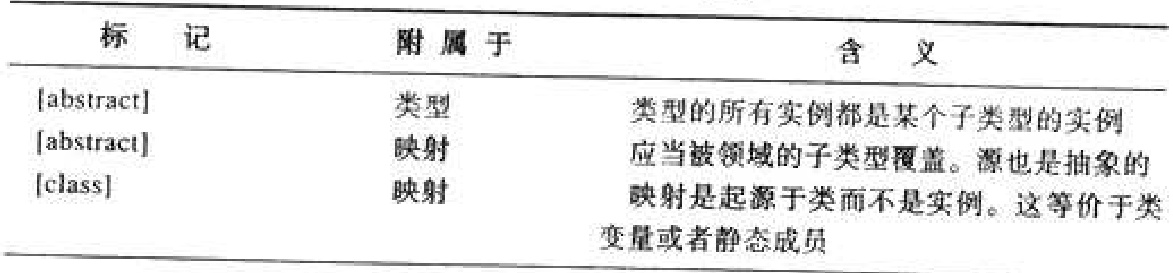 标 记 附 属 于 含 义
[abstract] 类型 类型的所有实例都是某个子类型的实例
[abstract] 映射 应当被领域的子类型覆盖。源也是抽象的
[class] 映射 映射是起源于类而不是实例。这等价于类
变量或者静态成员